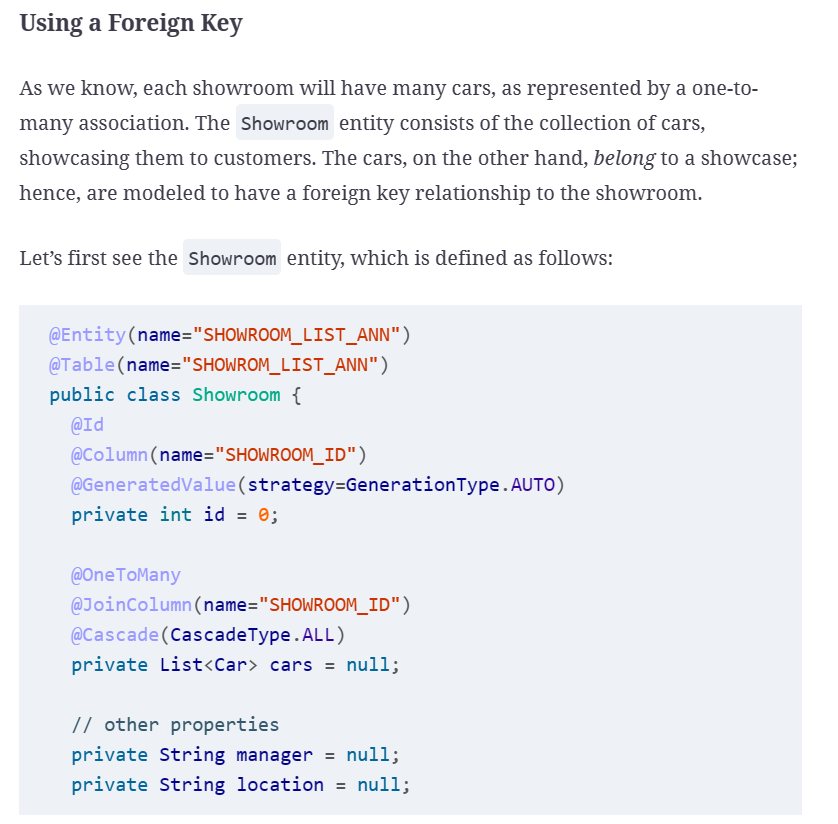 Using a Foreign Key
As we know, each showroom will have many cars, as represented by a one-to-
many association. The Showroom entity consists of the collection of cars,
showcasing them to customers. The cars, on the other hand, belong to a showcase;
hence, are modeled to have a foreign key relationship to the showroom.
Let’s first see the Showroom entity, which is defined as follows:
@Entity(name="SHOWROOM_LIST_ANN")
@Table(name="SHOWROM_LIST_ANN")
public class Showroom {
@Id
@Column(name="SHOWROOM_ID")
@GeneratedValue(strategy=GenerationType.AUTO)
private int id = 0;
@OneToMany
@JoinColumn(name="SHOWROOM_ID")
@Cascade(CascadeType.ALL)
private List<Car> cars = null;
// other properties
private String manager = null;
private String location = null;